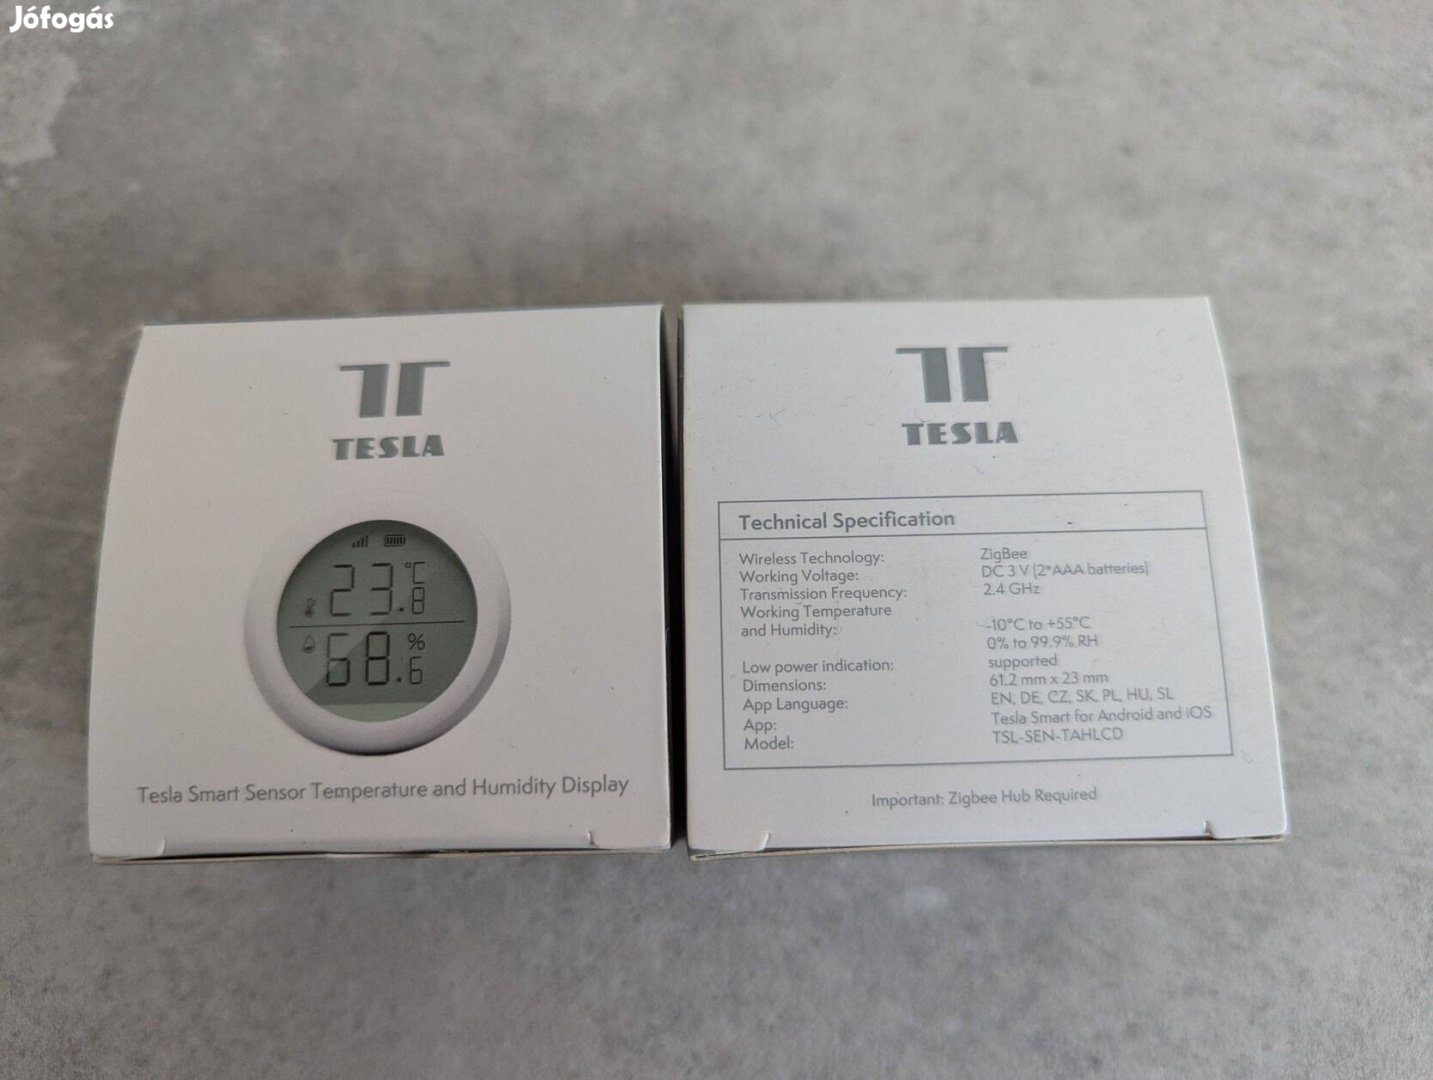 Jófogás
TESLA
23.8 °C
68.6 %
Tesla Smart Sensor Temperature and Humidity Display
TESLA
Technical Specification
Wireless Technology: ZigBee
Working Voltage: DC 3 V (2*AAA batteries)
Transmission Frequency: 2.4 GHz
Working Temperature
and Humidity: -10°C to +55°C
0% to 99.9% RH
Low power indication: supported
Dimensions: 61.2 mm x 23 mm
App Language: EN, DE, CZ, SK, PL, HU, SL
App: Tesla Smart for Android and iOS
Model: TSL-SEN-TAHLCD
Important: Zigbee Hub Required